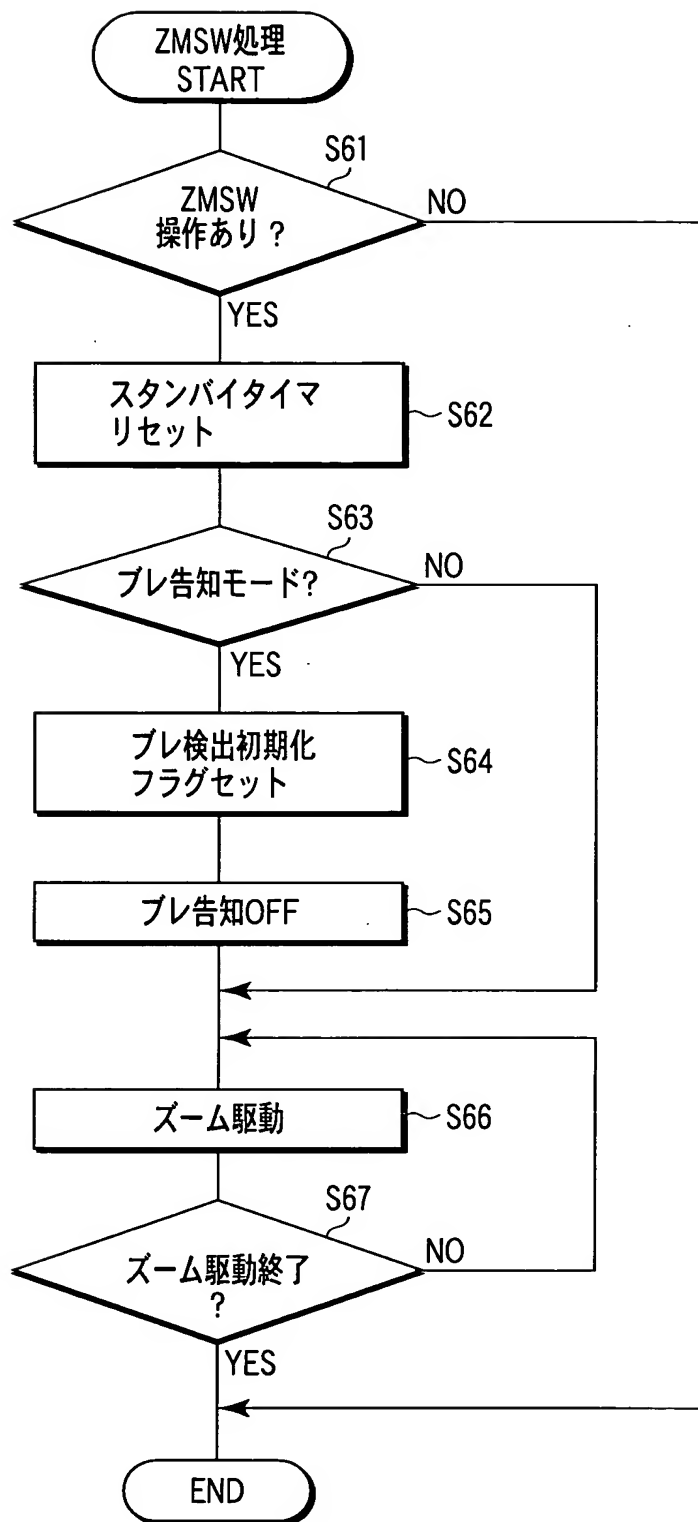 ZMSW処理
START
S61
ZMSW
操作あり?
NO
YES
スタンバイタイマ
リセット
S62
S63
ブレ告知モード?
NO
YES
ブレ検出初期化
フラグセット
S64
ブレ告知OFF
S65
ズーム駆動
S66
S67
ズーム駆動終了
?
NO
YES
END